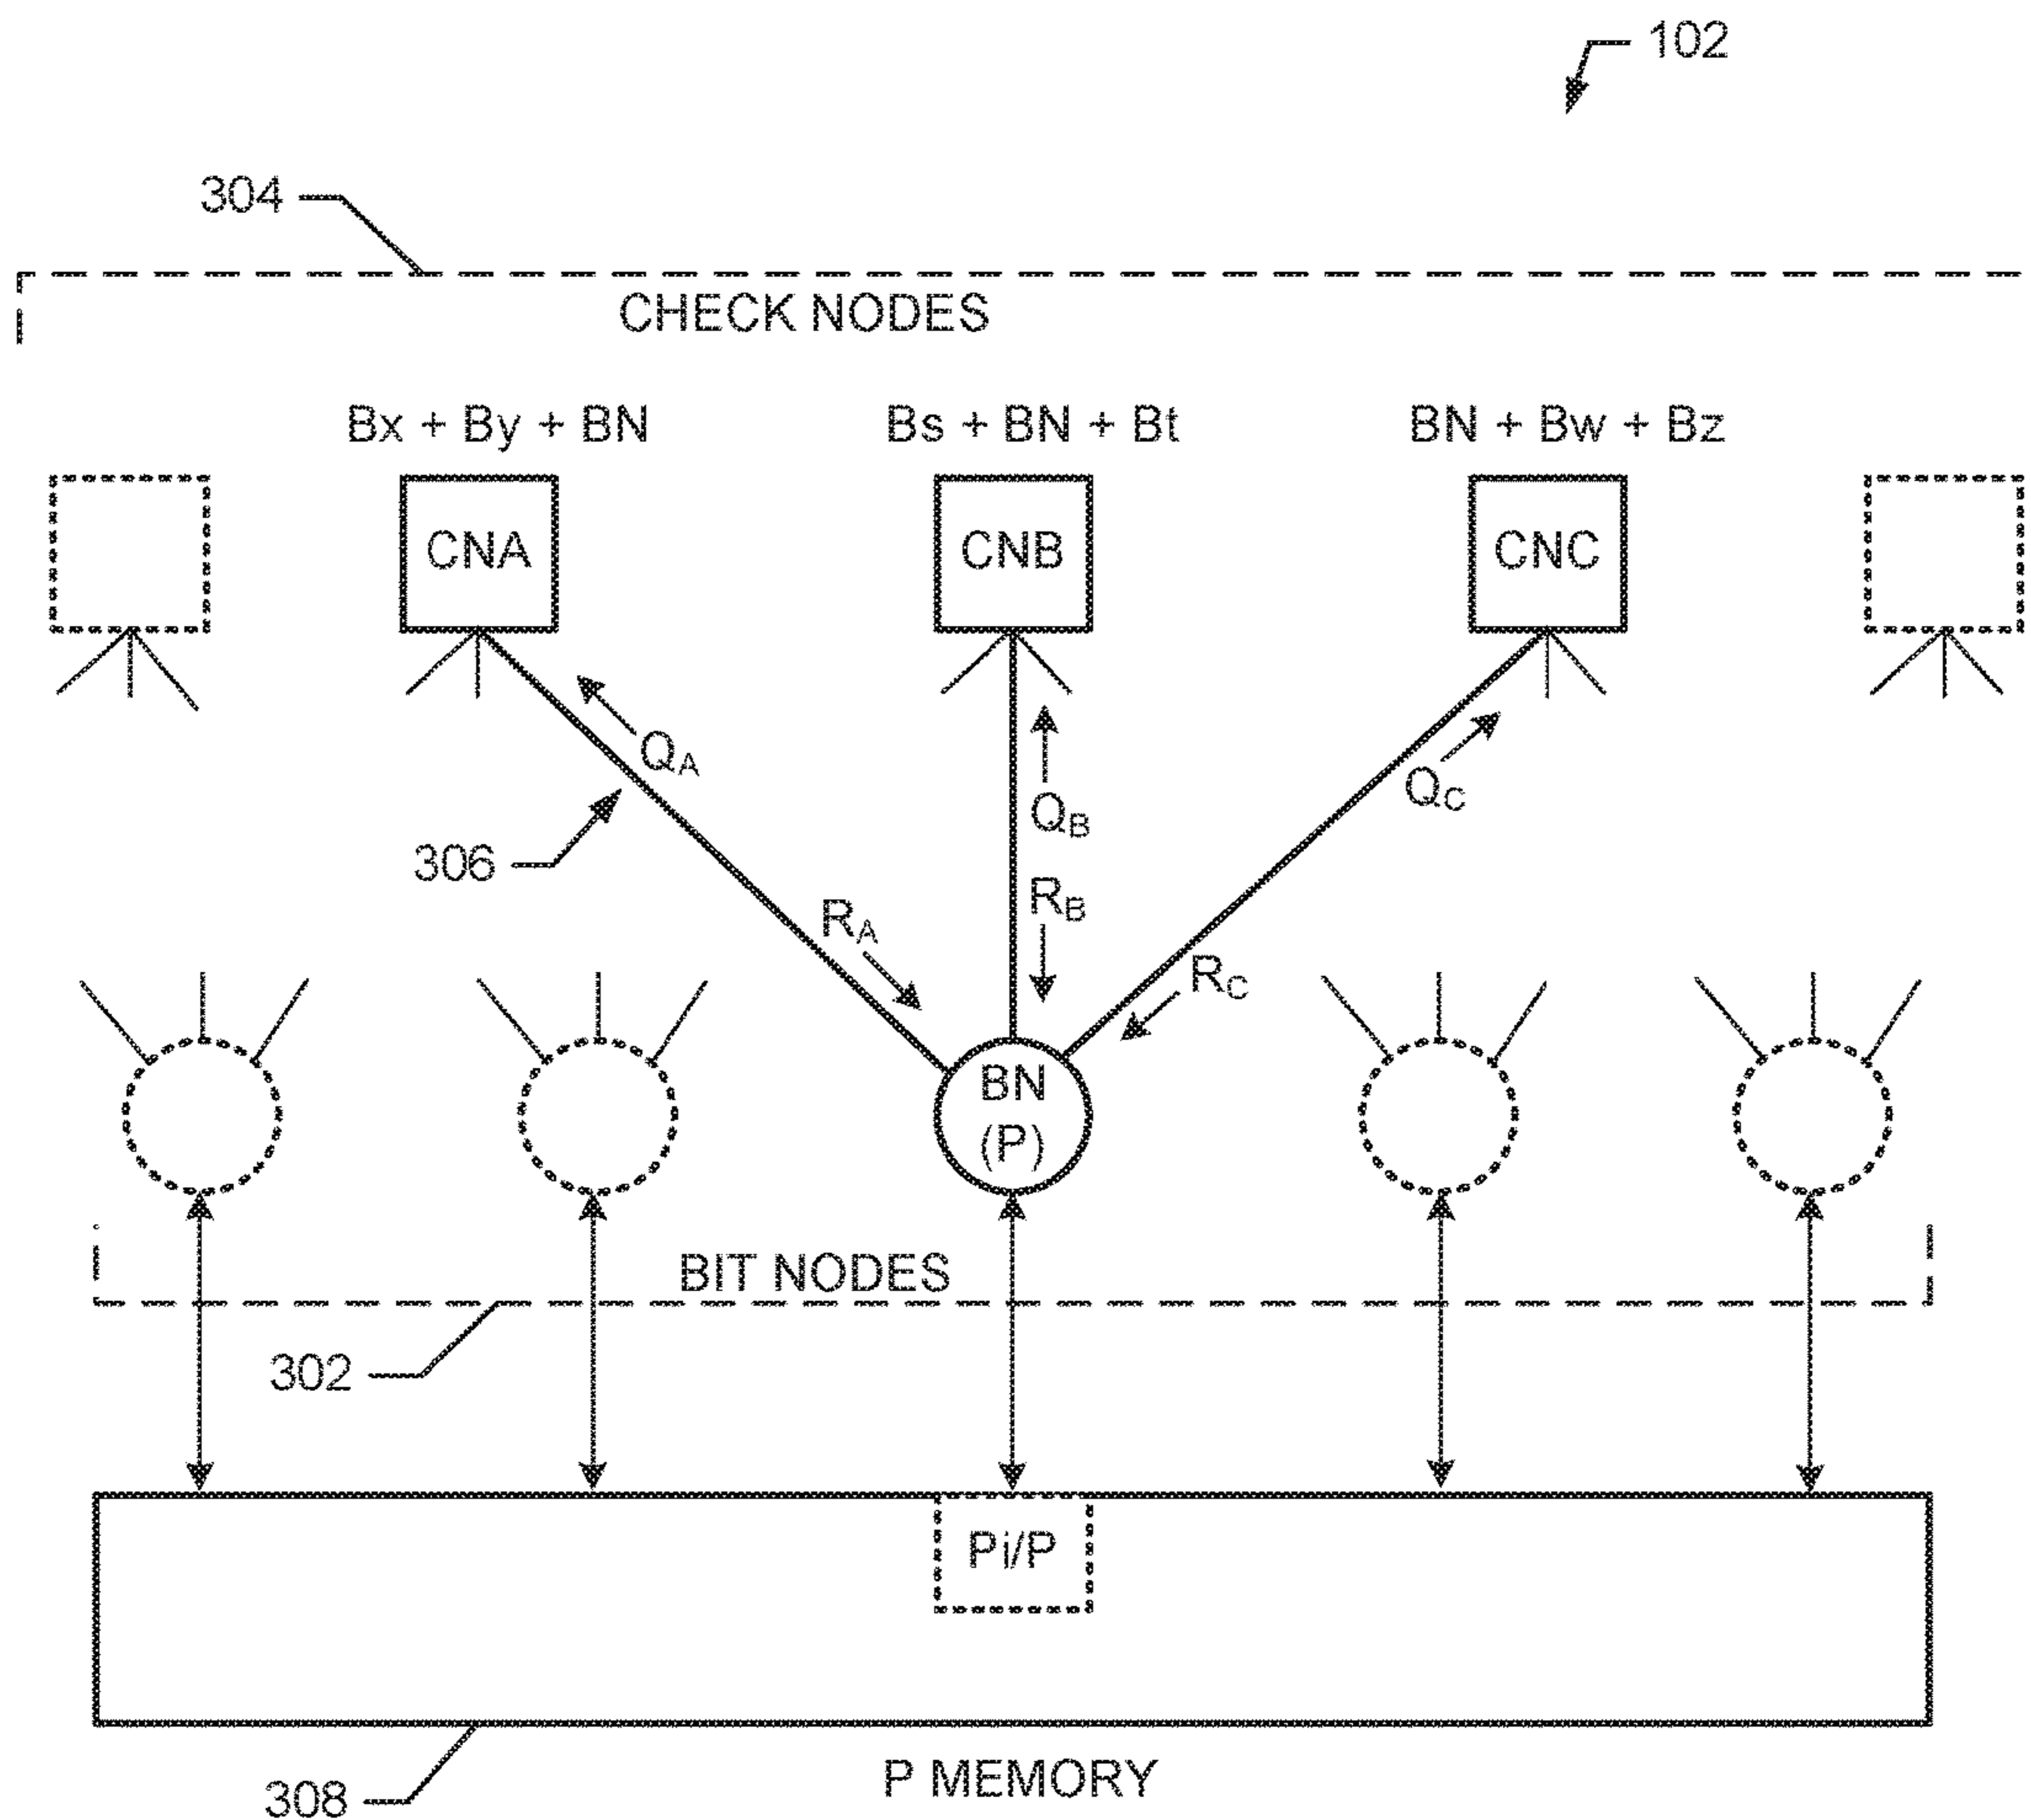 102
304
CHECK NODES
Bx + By + BN
Bs + BN + Bt
BN + Bw + Bz
CNA
CNB
CNC
QA
QB
QC
306
RA
RB
RC
BN
(P)
BIT NODES
302
Pi/P
P MEMORY
308